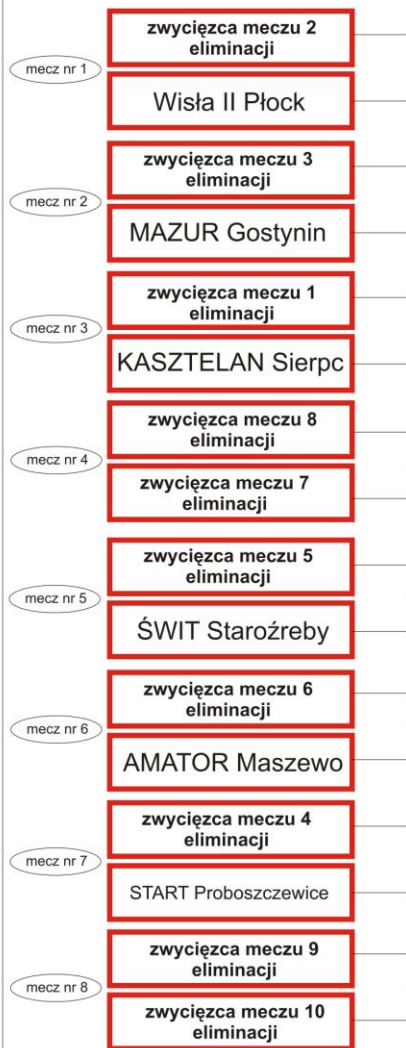 zwycięzca meczu 2
eliminacji
mecz nr 1
Wisła II Płock
zwycięzca meczu 3
eliminacji
mecz nr 2
MAZUR Gostynin
zwycięzca meczu 1
eliminacji
mecz nr 3
KASZTELAN Sierpc
zwycięzca meczu 8
eliminacji
mecz nr 4
zwycięzca meczu 7
eliminacji
zwycięzca meczu 5
eliminacji
mecz nr 5
ŚWIT Staroźreby
zwycięzca meczu 6
eliminacji
mecz nr 6
AMATOR Maszewo
zwycięzca meczu 4
eliminacji
mecz nr 7
START Proboszczewice
zwycięzca meczu 9
eliminacji
mecz nr 8
zwycięzca meczu 10
eliminacji